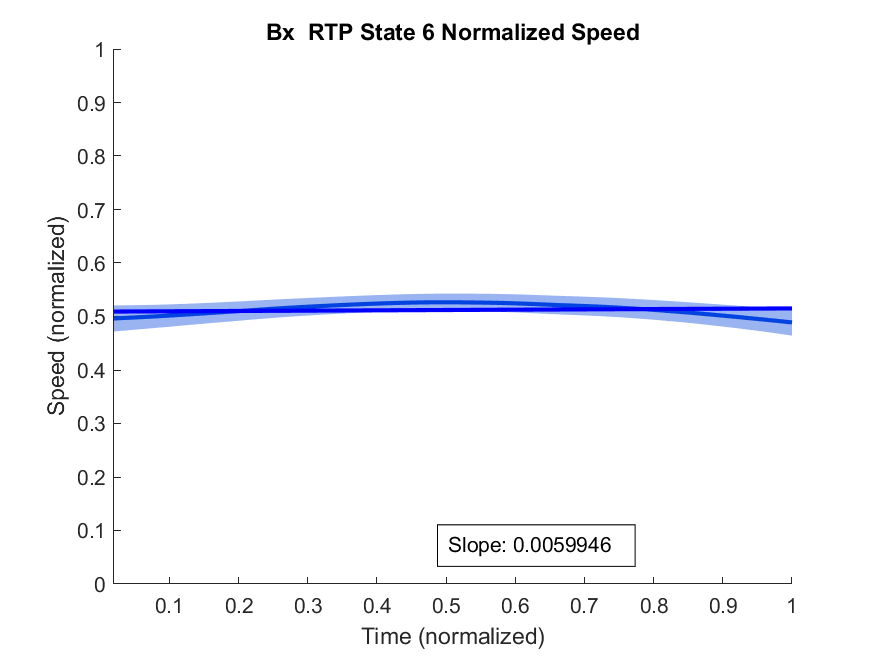 Bx  RTP State 6 Normalized Speed
1
0.9
0.8
0.7
0.6
0.5
0.4
0.3
0.2
0.1
0
Speed (normalized)
Slope: 0.0059946
0.1 0.2 0.3 0.4 0.5 0.6 0.7 0.8 0.9 1
Time (normalized)